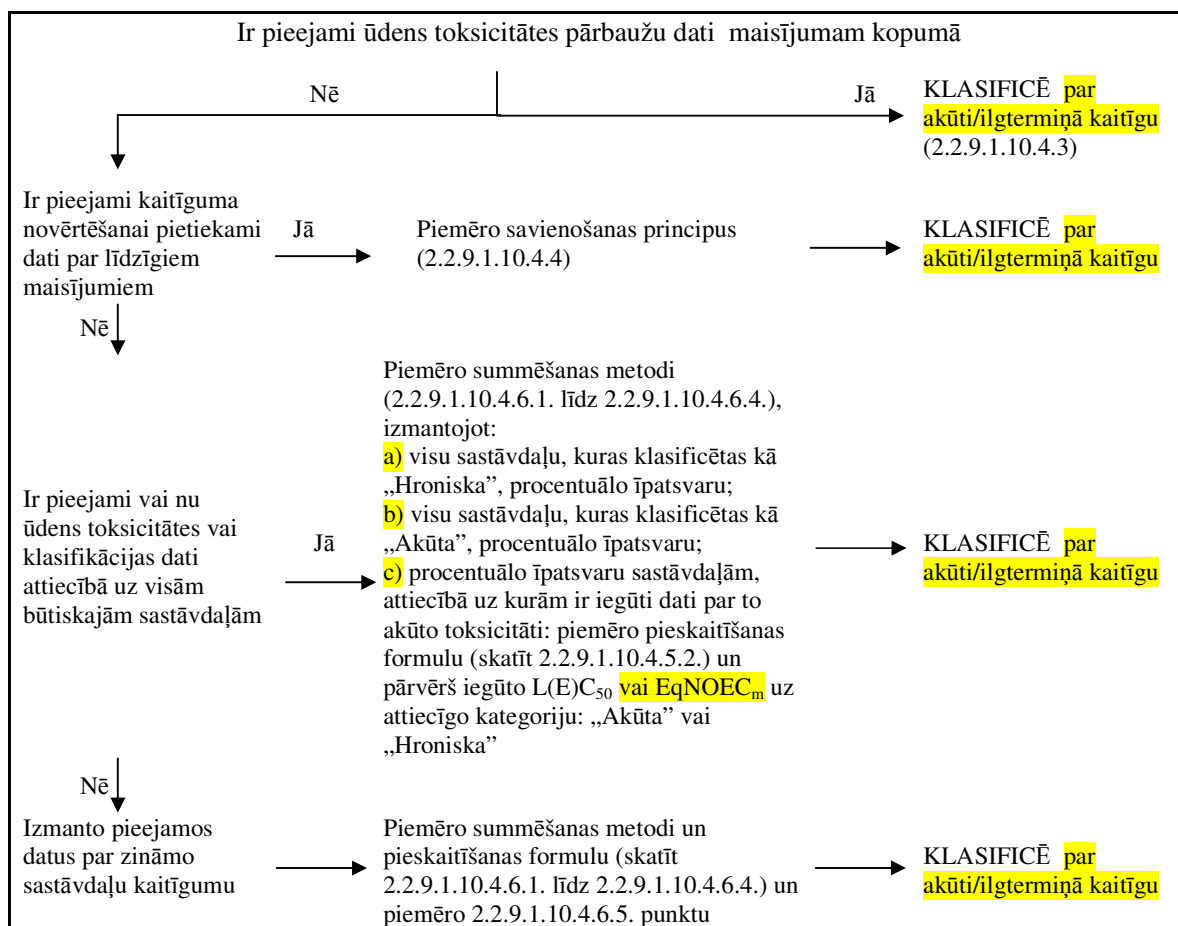 Ir pieejami ūdens toksicitātes pārbaužu dati maisījumam kopumā
Nē
Jā
KLASIFICĒ par
akūti/ilgtermiņā kaitīgu
(2.2.9.1.10.4.3)
Ir pieejami kaitīguma
novērtēšanai pietiekami
dati par līdzīgiem
maisījumiem
Jā
Piemēro savienošanas principus
(2.2.9.1.10.4.4)
KLASIFICĒ par
akūti/ilgtermiņā kaitīgu
Nē
Ir pieejami vai nu
ūdens toksicitātes vai
klasifikācijas dati
attiecībā uz visām
būtiskajām sastāvdaļām
Jā
Piemēro summēšanas metodi
(2.2.9.1.10.4.6.1. līdz 2.2.9.1.10.4.6.4.),
izmantojot:
a) visu sastāvdaļu, kuras klasificētas kā
„Hroniska”, procentuālo īpatsvaru;
b) visu sastāvdaļu, kuras klasificētas kā
„Akūta”, procentuālo īpatsvaru;
c) procentuālo īpatsvaru sastāvdaļām,
attiecībā uz kurām ir iegūti dati par to
akūto toksicitāti: piemēro pieskaitīšanas
formulu (skatīt 2.2.9.1.10.4.5.2.) un
pārvērš iegūto L(E)C₅₀ vai EqNOECₘ uz
attiecīgo kategoriju: „Akūta” vai
„Hroniska”
KLASIFICĒ par
akūti/ilgtermiņā kaitīgu
Nē
Izmanto pieejamos
datus par zināmo
sastāvdaļu kaitīgumu
Piemēro summēšanas metodi un
pieskaitīšanas formulu (skatīt
2.2.9.1.10.4.6.1. līdz 2.2.9.1.10.4.6.4.) un
piemēro 2.2.9.1.10.4.6.5. punktu
KLASIFICĒ par
akūti/ilgtermiņā kaitīgu